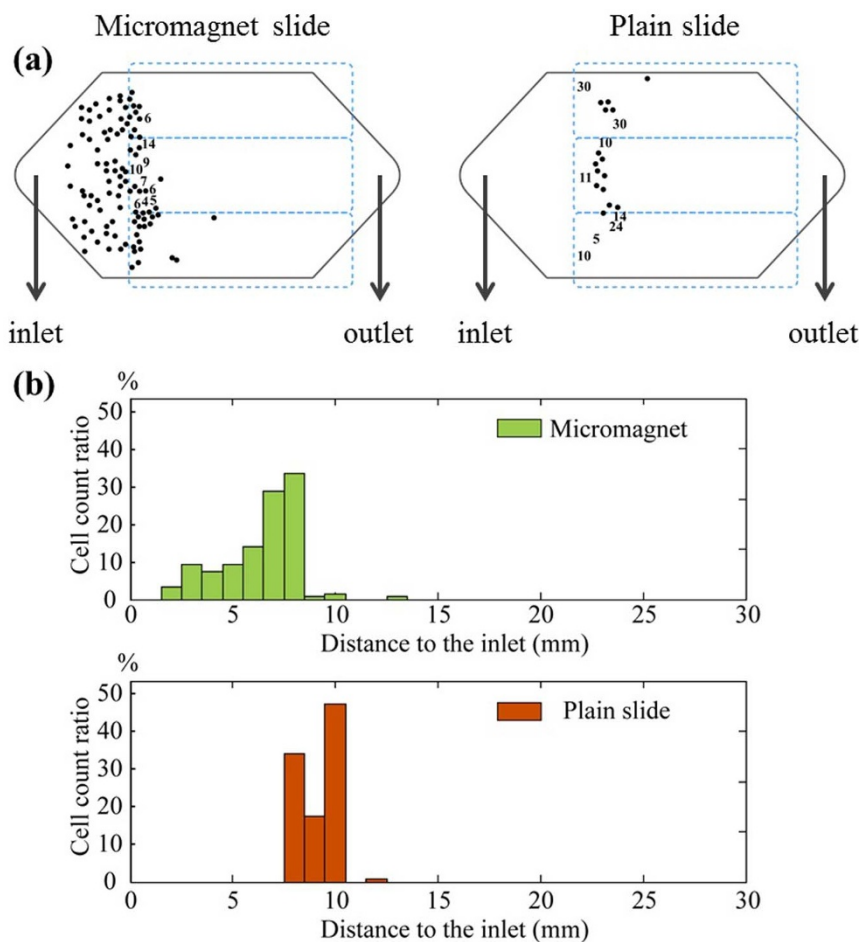 Micromagnet slide
Plain slide
(a)
6
14
9
10
7
6
6 4 5
30
30
10
11
14
24
5
10
inlet
outlet
inlet
outlet
(b)
%
Cell count ratio
50
40
30
20
10
0
Micromagnet
0 5 10 15 20 25 30
Distance to the inlet (mm)
%
Cell count ratio
50
40
30
20
10
0
Plain slide
0 5 10 15 20 25 30
Distance to the inlet (mm)